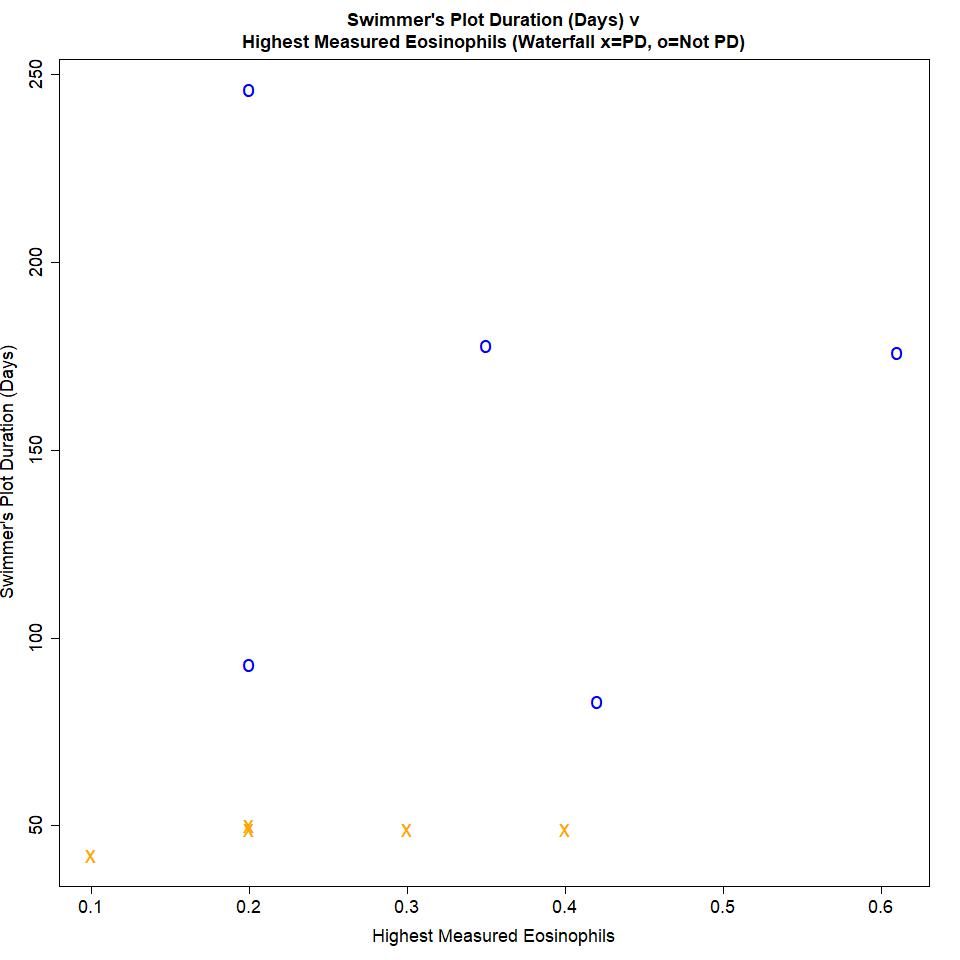 Swimmer's Plot Duration (Days) v
Highest Measured Eosinophils (Waterfall x=PD, o=Not PD)
Swimmer's Plot Duration (Days)
250
200
150
100
50
O
O
O
O
O
X
X
X
X
X
0.1 0.2 0.3 0.4 0.5 0.6
Highest Measured Eosinophils